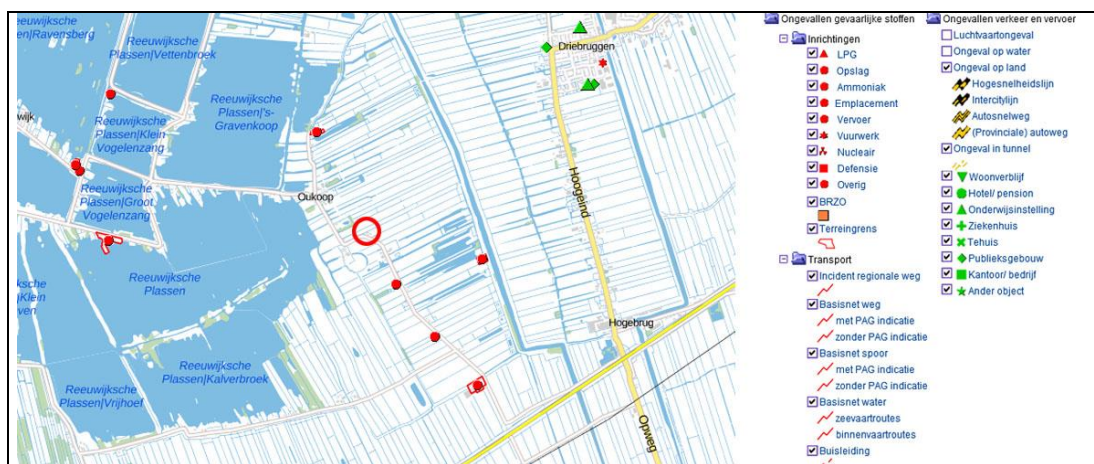 Reeuwijksche
en|Ravensberg
Plassen
Reeuwijksche
Plassen|Vettenbroek
Reeuwijksche
Plassen|'s-
Gravenkoop
Driebruggen
wijk
Reeuwijksche
Plassen|Klein
Vogelenzang
Reeuwijksche
Plassen|Groot
Vogelenzang
Oukoop
Hoogeind
Reeuwijksche
Plassen
ksche
|Klein
ven
Hogebrug
Reeuwijksche
Plassen|Kalverbroek
Reeuwijksche
Plassen|Vrijhoef
Opweg
Ongevallen gevaarlijke stoffen
Inrichtingen
LPG
Opslag
Ammoniak
Emplacement
Vervoer
Vuurwerk
Nucleair
Defensie
Overig
BRZO
Terreingrens
Transport
Incident regionale weg
Basisnet weg
met PAG indicatie
zonder PAG indicatie
Basisnet spoor
met PAG indicatie
zonder PAG indicatie
Basisnet water
zeevaartroutes
binnenvaartroutes
Buisleiding
Ongevallen verkeer en vervoer
Luchtvaartongeval
Ongeval op water
Ongeval op land
Hogesnelheidslijn
Intercitylijn
Autosnelweg
(Provinciale) autoweg
Ongeval in tunnel
Woonverblijf
Hotel/ pension
Onderwijsinstelling
Ziekenhuis
Tehuis
Publieksgebouw
Kantoor/ bedrijf
Ander object